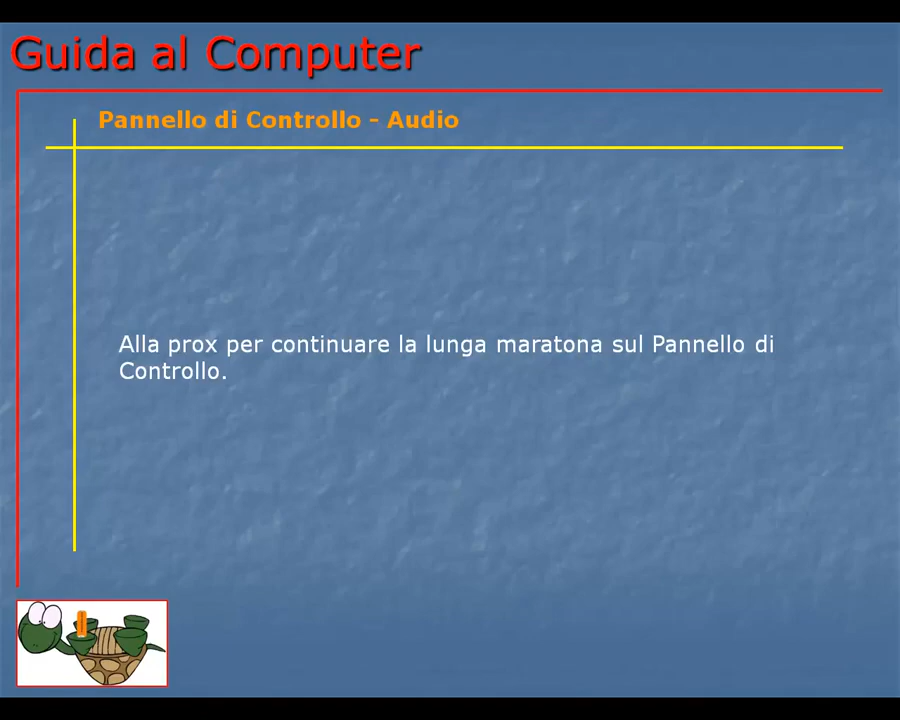 Guida al Computer
Pannello di Controllo - Audio
Alla prox per continuare la lunga maratona sul Pannello di
Controllo.